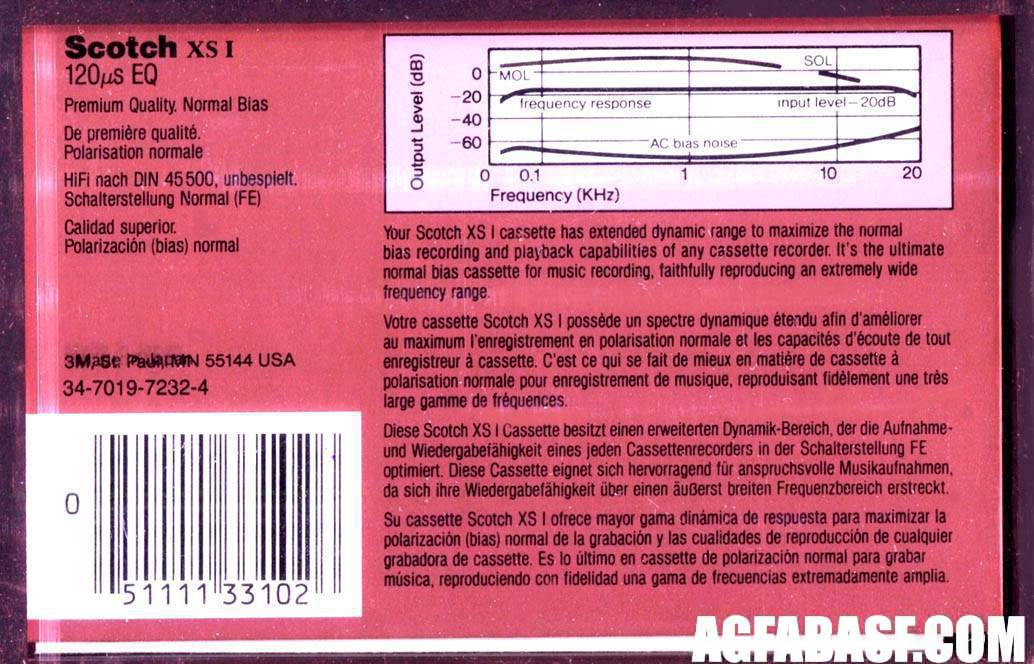 Scotch XS I
120µs EQ
Premium Quality. Normal Bias
De première qualité.
Polarisation normale
HiFi nach DIN 45500, unbespielt.
Schalterstellung Normal (FE)
Calidad superior.
Polarización (bias) normal
3M, St. Paul, MN 55144 USA
34-7019-7232-4
0
51111 33102
Output Level (dB)
0
-20
-40
-60
MOL
SOL
frequency response
input level – 20dB
AC bias noise
0 0.1 1 10 20
Frequency (KHz)
Your Scotch XS I cassette has extended dynamic range to maximize the normal
bias recording and playback capabilities of any cassette recorder. It's the ultimate
normal bias cassette for music recording, faithfully reproducing an extremely wide
frequency range.
Votre cassette Scotch XS I possède un spectre dynamique étendu afin d'améliorer
au maximum l'enregistrement en polarisation normale et les capacités d'écoute de tout
enregistreur à cassette. C'est ce qui se fait de mieux en matière de cassette à
polarisation normale pour enregistrement de musique, reproduisant fidèlement une très
large gamme de fréquences.
Diese Scotch XS I Cassette besitzt einen erweiterten Dynamik-Bereich, der die Aufnahme-
und Wiedergabefähigkeit eines jeden Cassettenrecorders in der Schalterstellung FE
optimiert. Diese Cassette eignet sich hervorragend für anspruchsvolle Musikaufnahmen,
da sich ihre Wiedergabefähigkeit über einen äußerst breiten Frequenzbereich erstreckt.
Su cassette Scotch XS I ofrece mayor gama dinámica de respuesta para maximizar la
polarización (bias) normal de la grabación y las cualidades de reproducción de cualquier
grabadora de cassette. Es lo último en cassette de polarización normal para grabar
música, reproduciendo con fidelidad una gama de frecuencias extremadamente amplia.
AGFABASF.COM